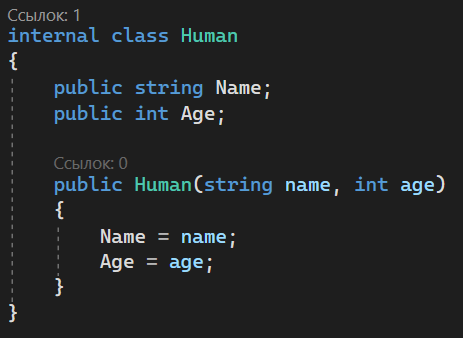 Ссылок: 1
internal class Human
{
public string Name;
public int Age;
Ссылок: 0
public Human(string name, int age)
{
Name = name;
Age = age;
}
}